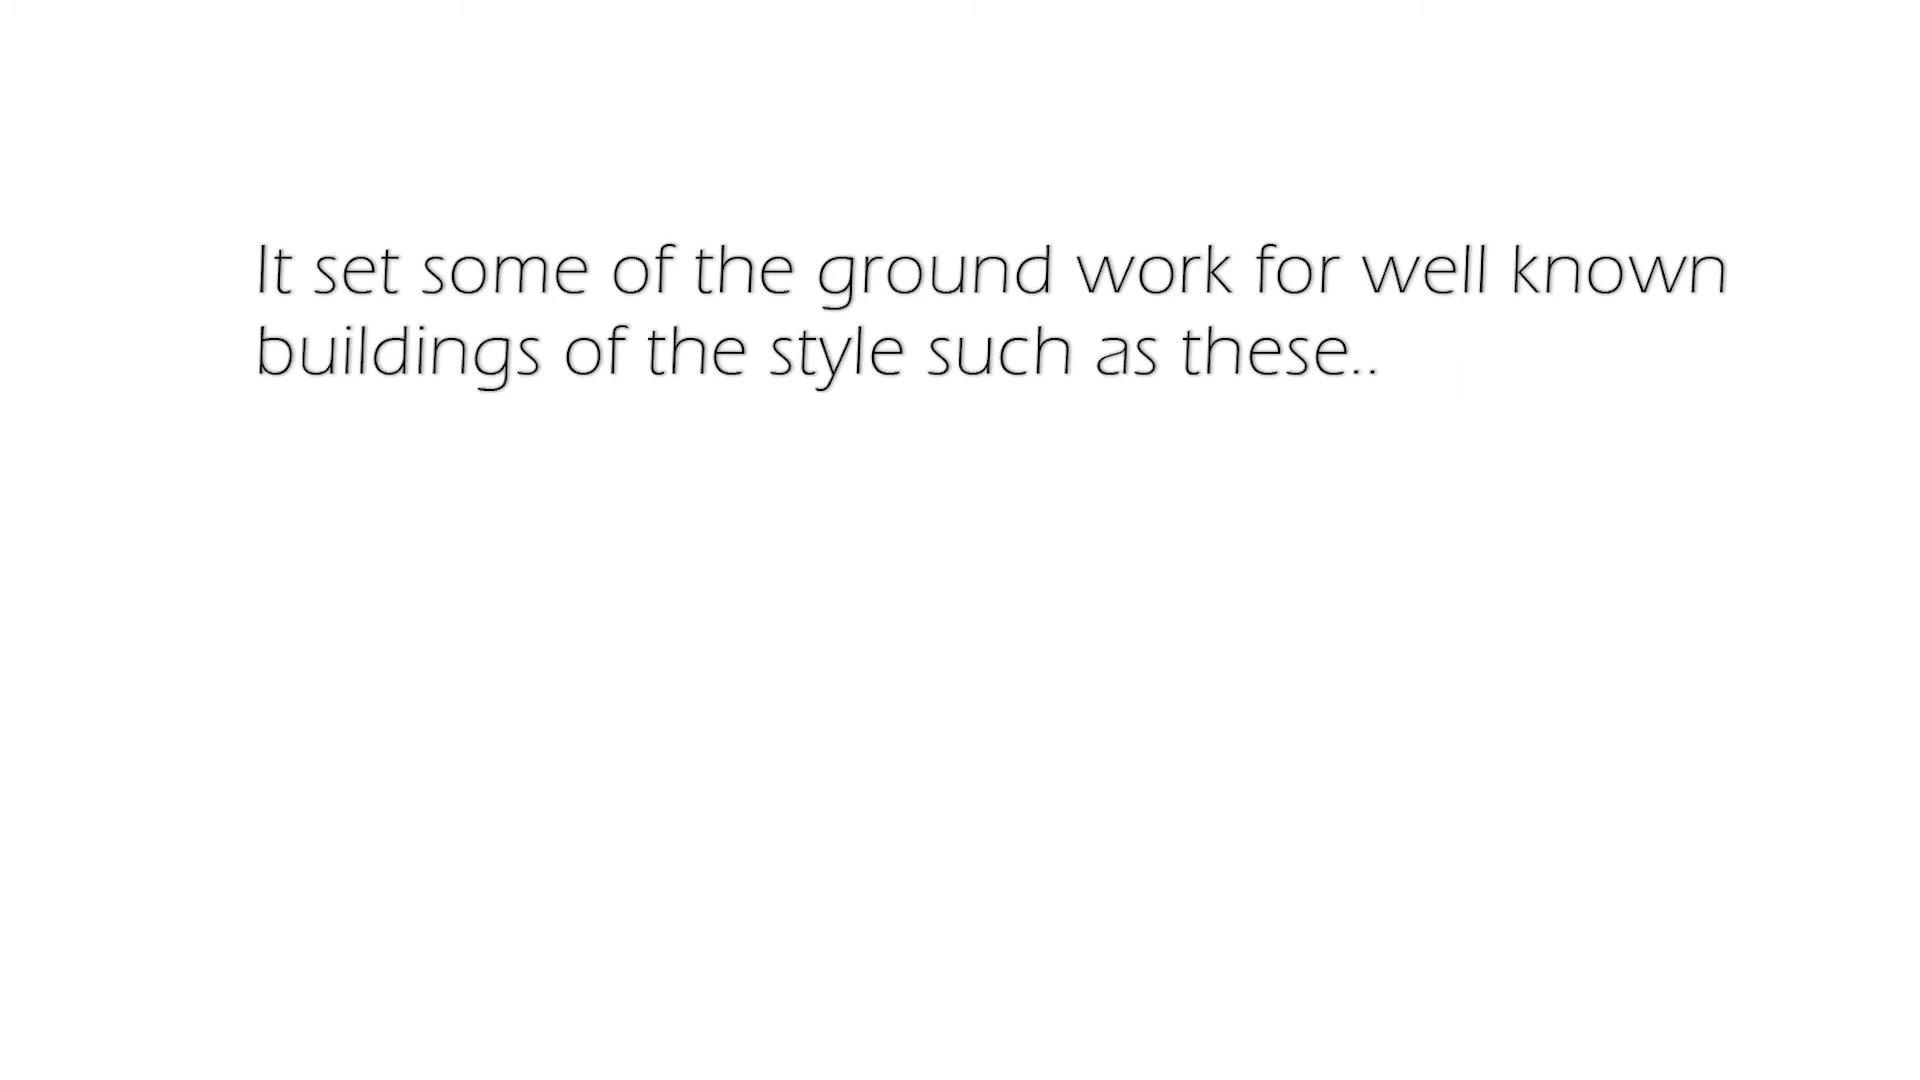 It set some of the ground work for well known
buildings of the style such as these..